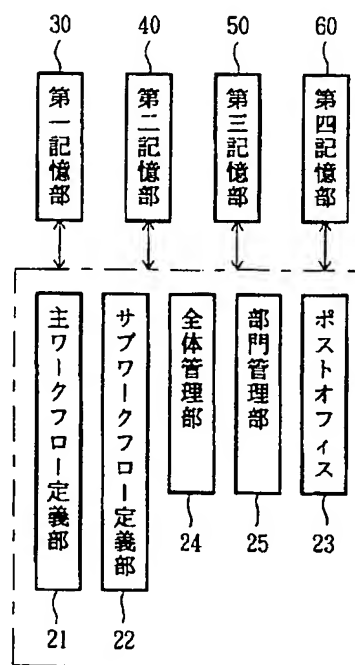 30 40 50 60
第一記憶部
第二記憶部
第三記憶部
第四記憶部
主ワークフロー定義部
サブワークフロー定義部
全体管理部
部門管理部
ポストオフィス
24 25 23
21 22